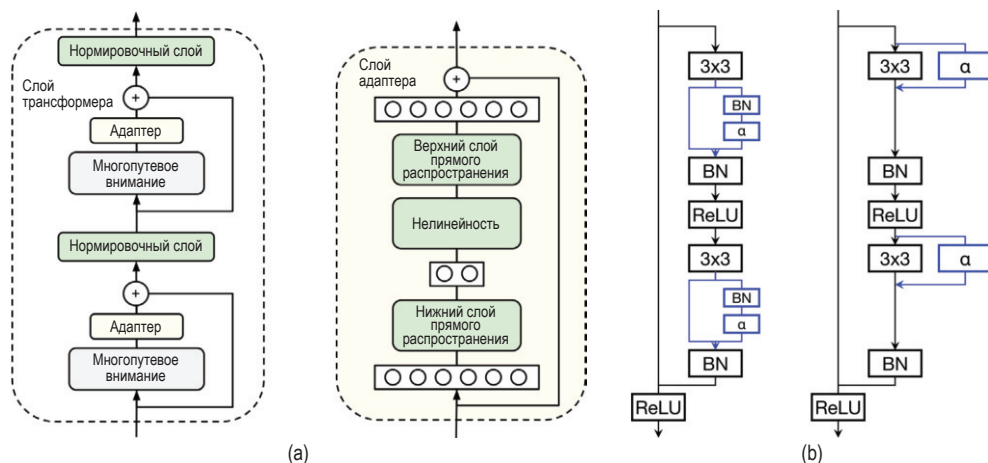 Нормировочный слой
Слой
трансформера
+
Адаптер
Многопутевое
внимание
Нормировочный слой
+
Адаптер
Многопутевое
внимание
Слой
адаптера
+
Верхний слой
прямого
распространения
Нелинейность
Нижний слой
прямого
распространения
(a)
3x3
BN
α
BN
ReLU
3x3
BN
α
BN
ReLU
3x3
α
BN
ReLU
3x3
α
BN
ReLU
(b)